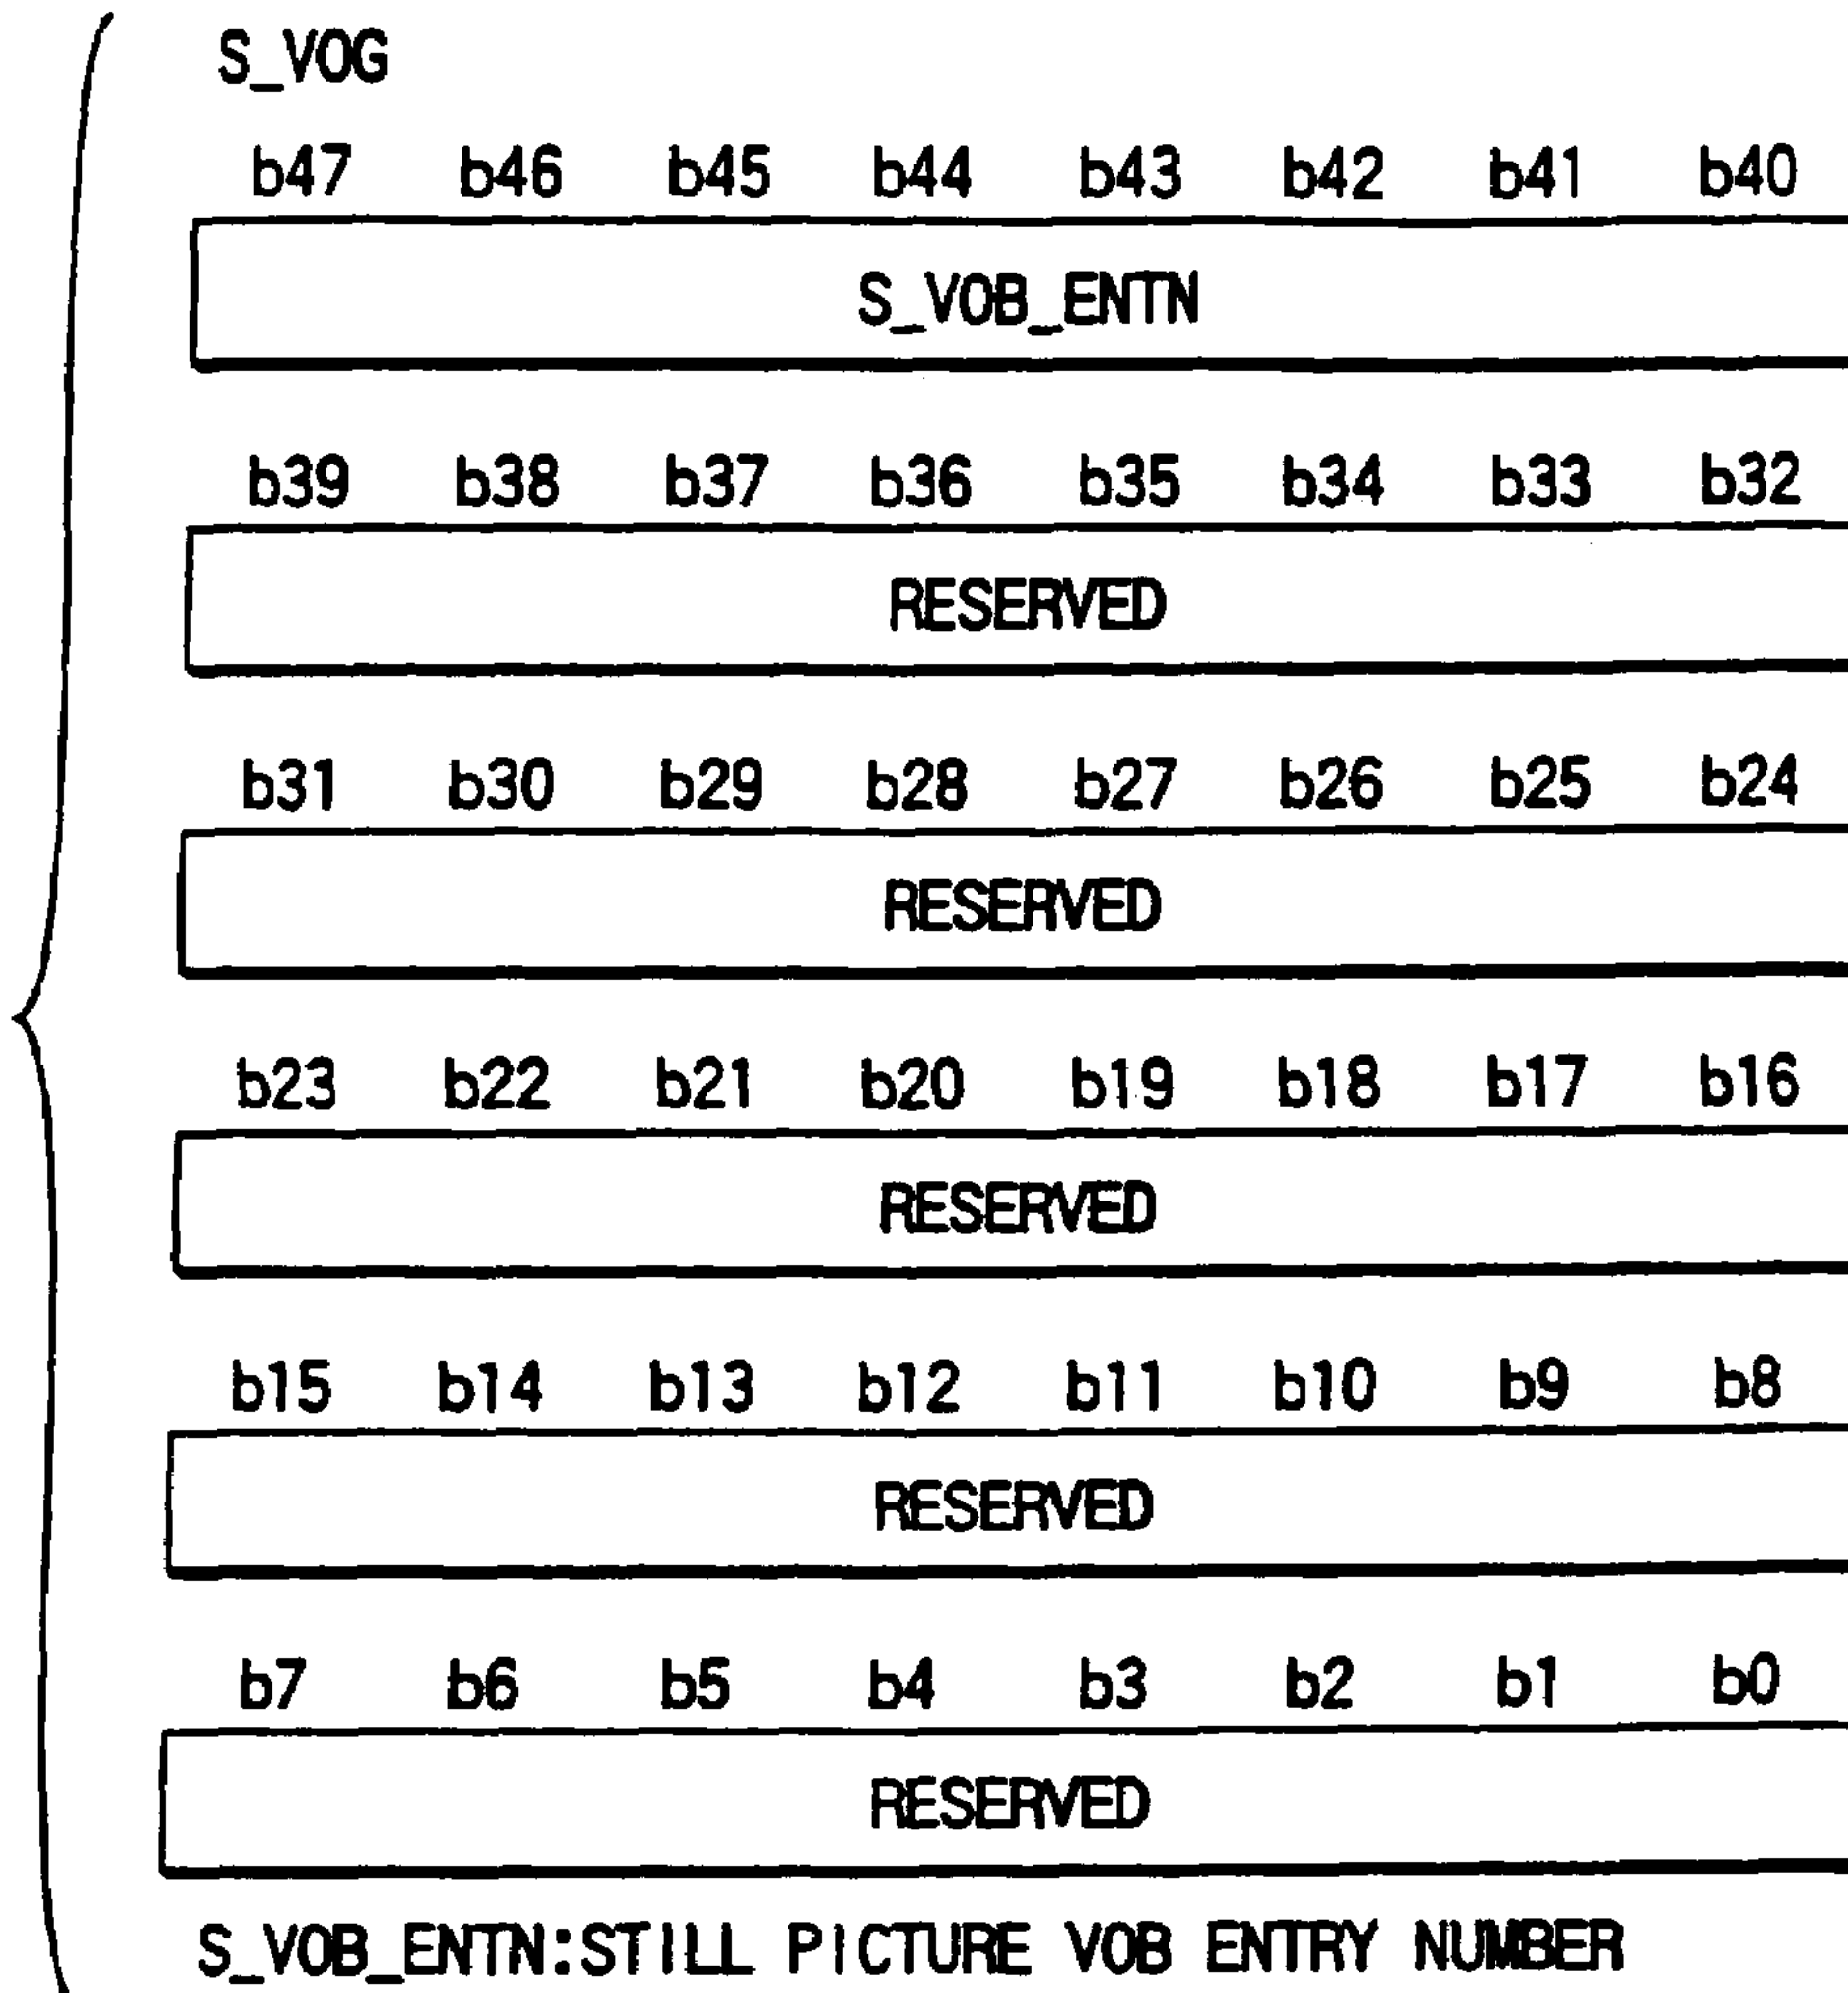 S_VOG
b47 b46 b45 b44 b43 b42 b41 b40
S_VOB_ENTN
b39 b38 b37 b36 b35 b34 b33 b32
RESERVED
b31 b30 b29 b28 b27 b26 b25 b24
RESERVED
b23 b22 b21 b20 b19 b18 b17 b16
RESERVED
b15 b14 b13 b12 b11 b10 b9 b8
RESERVED
b7 b6 b5 b4 b3 b2 b1 b0
RESERVED
S_VOB_ENTN:STILL PICTURE VOB ENTRY NUMBER